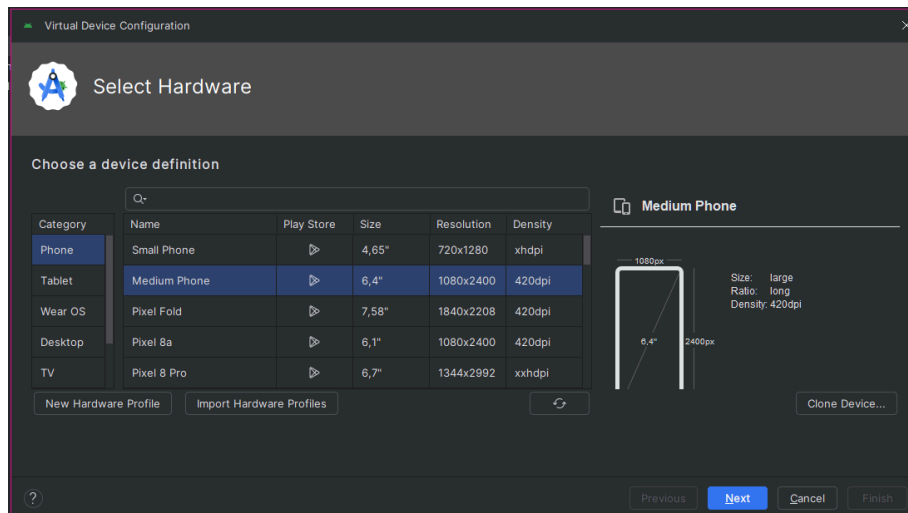 Virtual Device Configuration
Select Hardware
Choose a device definition
Category
Phone
Tablet
Wear OS
Desktop
TV
Name Play Store Size Resolution Density
Small Phone 4,65" 720x1280 xhdpi
Medium Phone 6,4" 1080x2400 420dpi
Pixel Fold 7,58" 1840x2208 420dpi
Pixel 8a 6,1" 1080x2400 420dpi
Pixel 8 Pro 6,7" 1344x2992 xxhdpi
New Hardware Profile Import Hardware Profiles
Medium Phone
1080px
6,4" 2400px
Size: large
Ratio: long
Density: 420dpi
Clone Device...
? Previous Next Cancel Finish